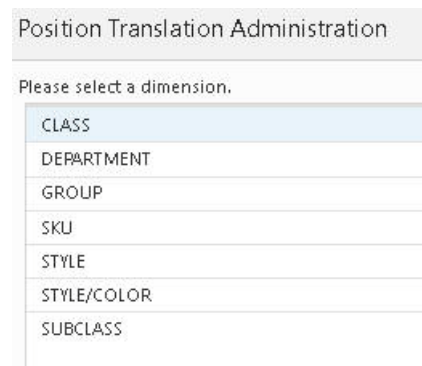 Position Translation Administration
Please select a dimension.
CLASS
DEPARTMENT
GROUP
SKU
STYLE
STYLE/COLOR
SUBCLASS